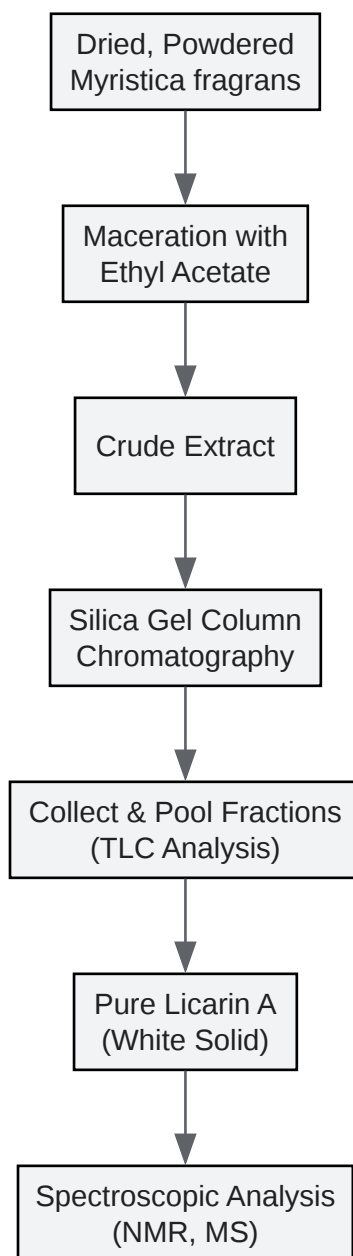 Dried, Powdered
Myristica fragrans
Maceration with
Ethyl Acetate
Crude Extract
Silica Gel Column
Chromatography
Collect & Pool Fractions
(TLC Analysis)
Pure Licarin A
(White Solid)
Spectroscopic Analysis
(NMR, MS)